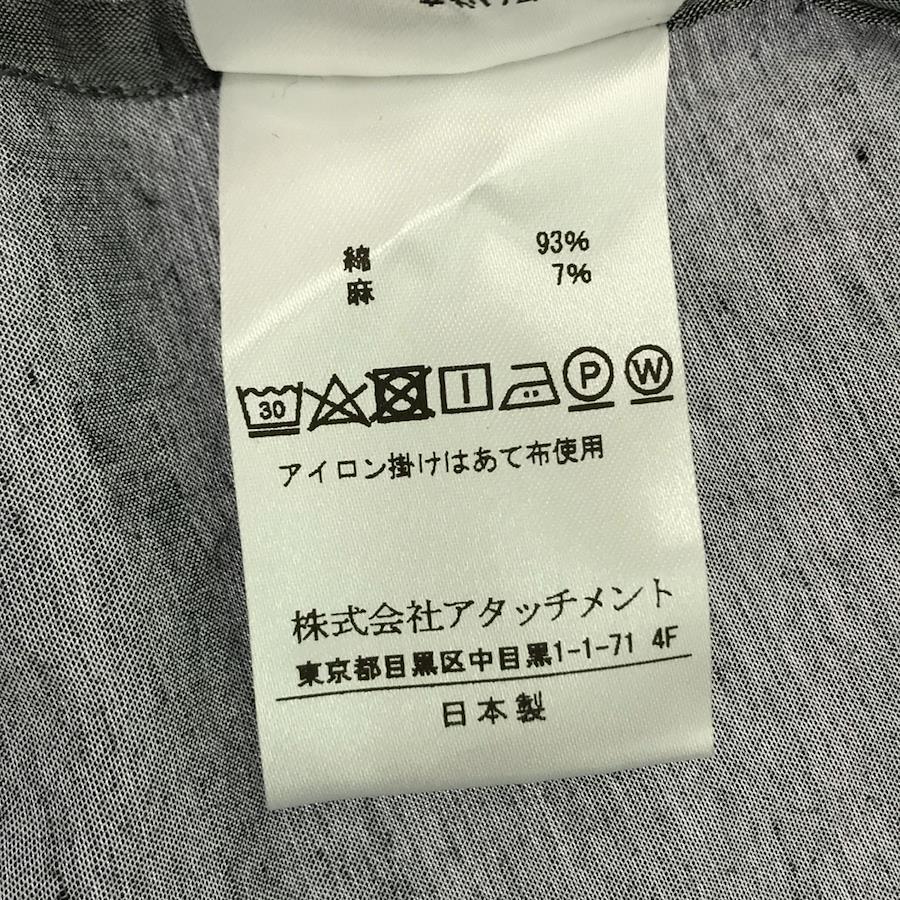 綿 93%
麻 7%
30 P W
アイロン掛けはあて布使用
株式会社アタッチメント
東京都目黒区中目黒1-1-71 4F
日本製